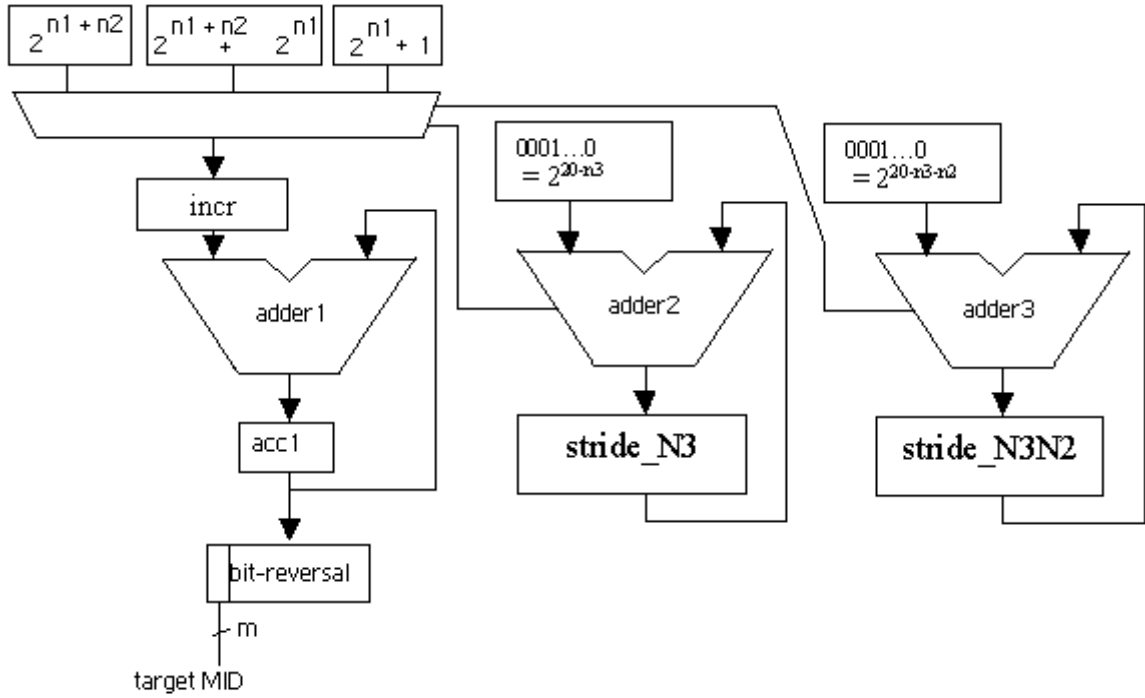 2^n1 + n2
2^n1 + n2 + 2^n1
2^n1 + 1
0001...0
= 2^20-n3
0001...0
= 2^20-n3-n2
incr
adder1
adder2
adder3
acc1
stride_N3
stride_N3N2
bit-reversal
m
target MID